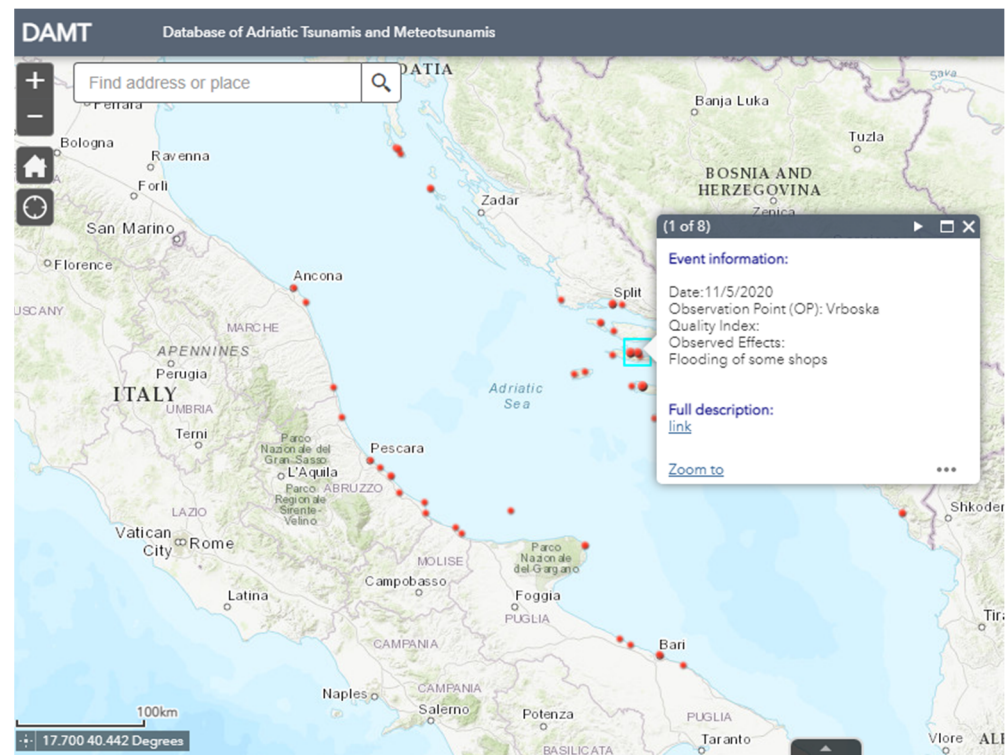 DAMT
Database of Adriatic Tsunamis and Meteotsunamis
+
Find address or place
−
Ferrara
Bologna
Ravenna
Forlì
San Marino
Florence
Banja Luka
Sava
Tuzla
BOSNIA AND
HERZEGOVINA
Zenica
Zadar
Ancona
Split
MARCHE
APENNINES
Perugia
ITALY
UMBRIA
Terni
Adriatic
Sea
(1 of 8)
Event information:
Date:11/5/2020
Observation Point (OP): Vrboska
Quality Index:
Observed Effects:
Flooding of some shops
Full description:
link
Zoom to
Parco
Nazionale del
Gran Sasso
Pescara
L'Aquila
Parco
Regionale
Sirente-
Velino
ABRUZZO
LAZIO
Vatican
City
Rome
MOLISE
Parco
Nazionale
del Gargano
Campobasso
Latina
Foggia
PUGLIA
CAMPANIA
Bari
Naples
CAMPANIA
Salerno
Potenza
PUGLIA
Taranto
BASILICATA
Shkoder
Vlore
100km
17.700 40.442 Degrees